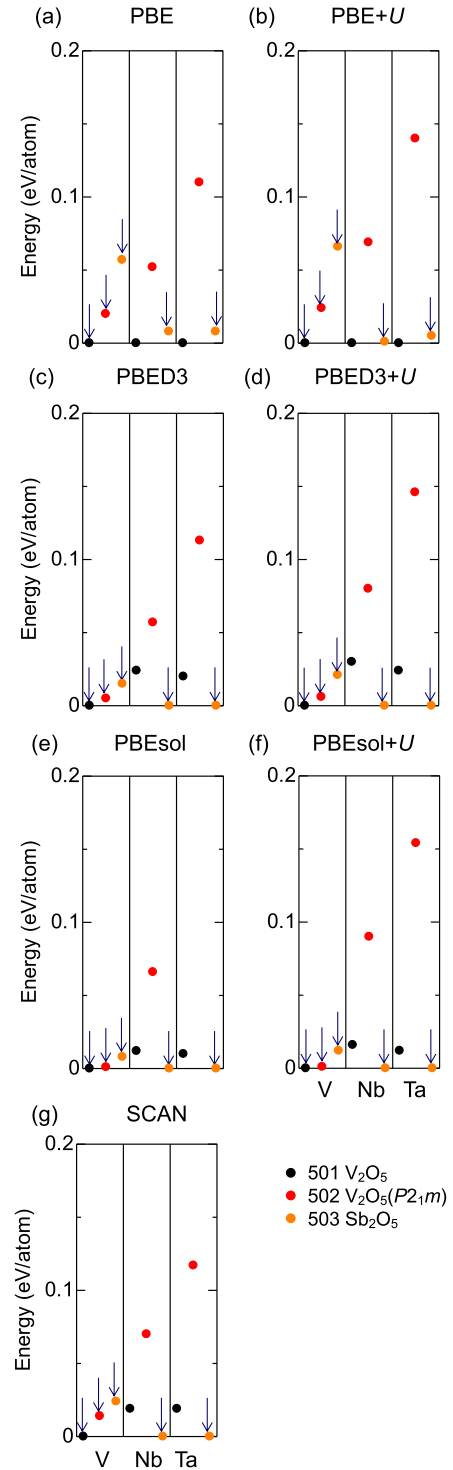 (a) PBE
(b) PBE+U
0.2
0.2
0.1
0.1
0
0
Energy (eV/atom)
(c) PBED3
(d) PBED3+U
0.2
0.2
0.1
0.1
0
0
Energy (eV/atom)
(e) PBEsol
(f) PBEsol+U
0.2
0.2
0.1
0.1
0
0
Energy (eV/atom)
V Nb Ta
(g) SCAN
0.2
0.1
0
Energy (eV/atom)
V Nb Ta
501 V₂O₅
502 V₂O₅(P2₁m)
503 Sb₂O₅